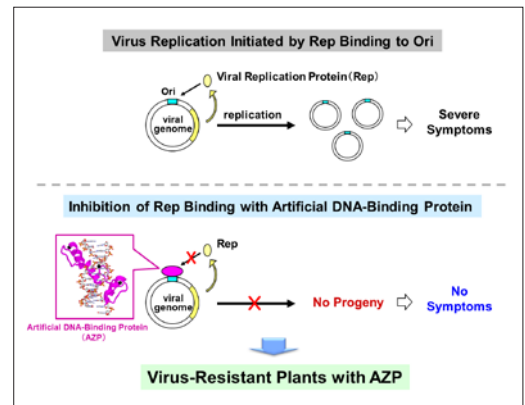 Virus Replication Initiated by Rep Binding to Ori
Viral Replication Protein(Rep)
Ori
viral
genome
replication
Severe
Symptoms
Inhibition of Rep Binding with Artificial DNA-Binding Protein
Rep
viral
genome
No Progeny
No
Symptoms
Artificial DNA-Binding Protein
(AZP)
Virus-Resistant Plants with AZP